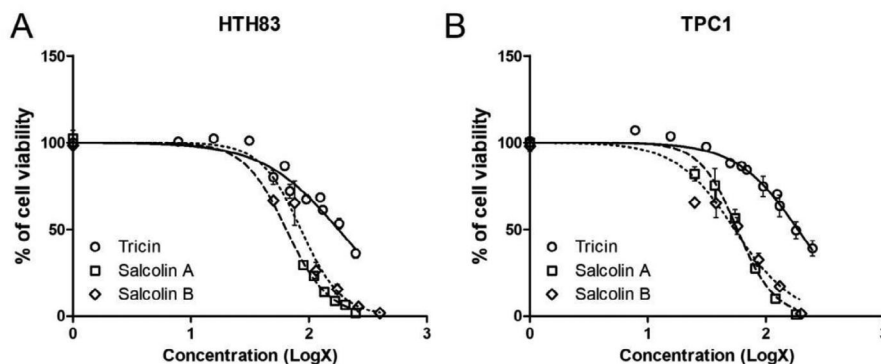 A
HTH83
% of cell viability
150
100
50
0
Tricin
Salcolin A
Salcolin B
0
1
2
3
Concentration (LogX)
B
TPC1
% of cell viability
150
100
50
0
Tricin
Salcolin A
Salcolin B
0
1
2
3
Concentration (LogX)